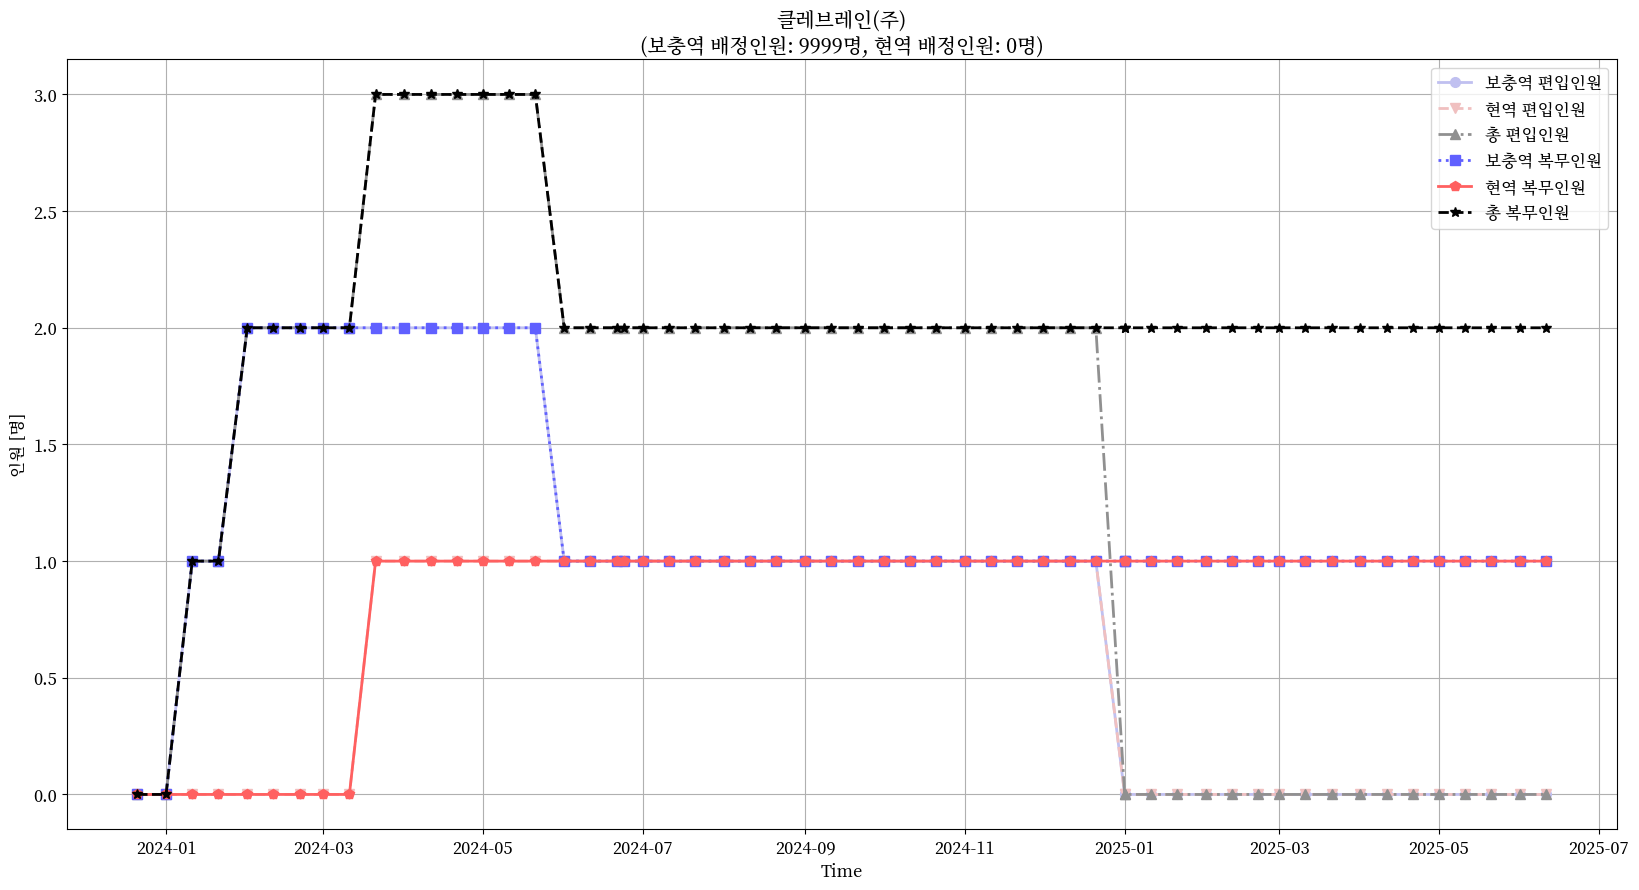 클레브레인(주)
(보충역 배정인원: 9999명, 현역 배정인원: 0명)
보충역 편입인원
현역 편입인원
총 편입인원
보충역 복무인원
현역 복무인원
총 복무인원
인원 [명]
3.0
2.5
2.0
1.5
1.0
0.5
0.0
2024-01 2024-03 2024-05 2024-07 2024-09 2024-11 2025-01 2025-03 2025-05 2025-07
Time